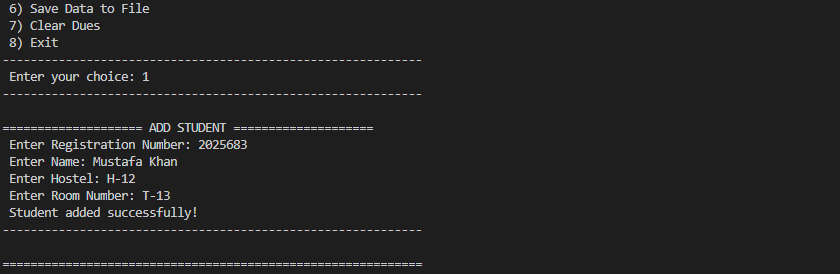 6) Save Data to File
7) Clear Dues
8) Exit
------------------------------------------------------------
Enter your choice: 1
------------------------------------------------------------
==================== ADD STUDENT ====================
Enter Registration Number: 2025683
Enter Name: Mustafa Khan
Enter Hostel: H-12
Enter Room Number: T-13
Student added successfully!
------------------------------------------------------------
============================================================